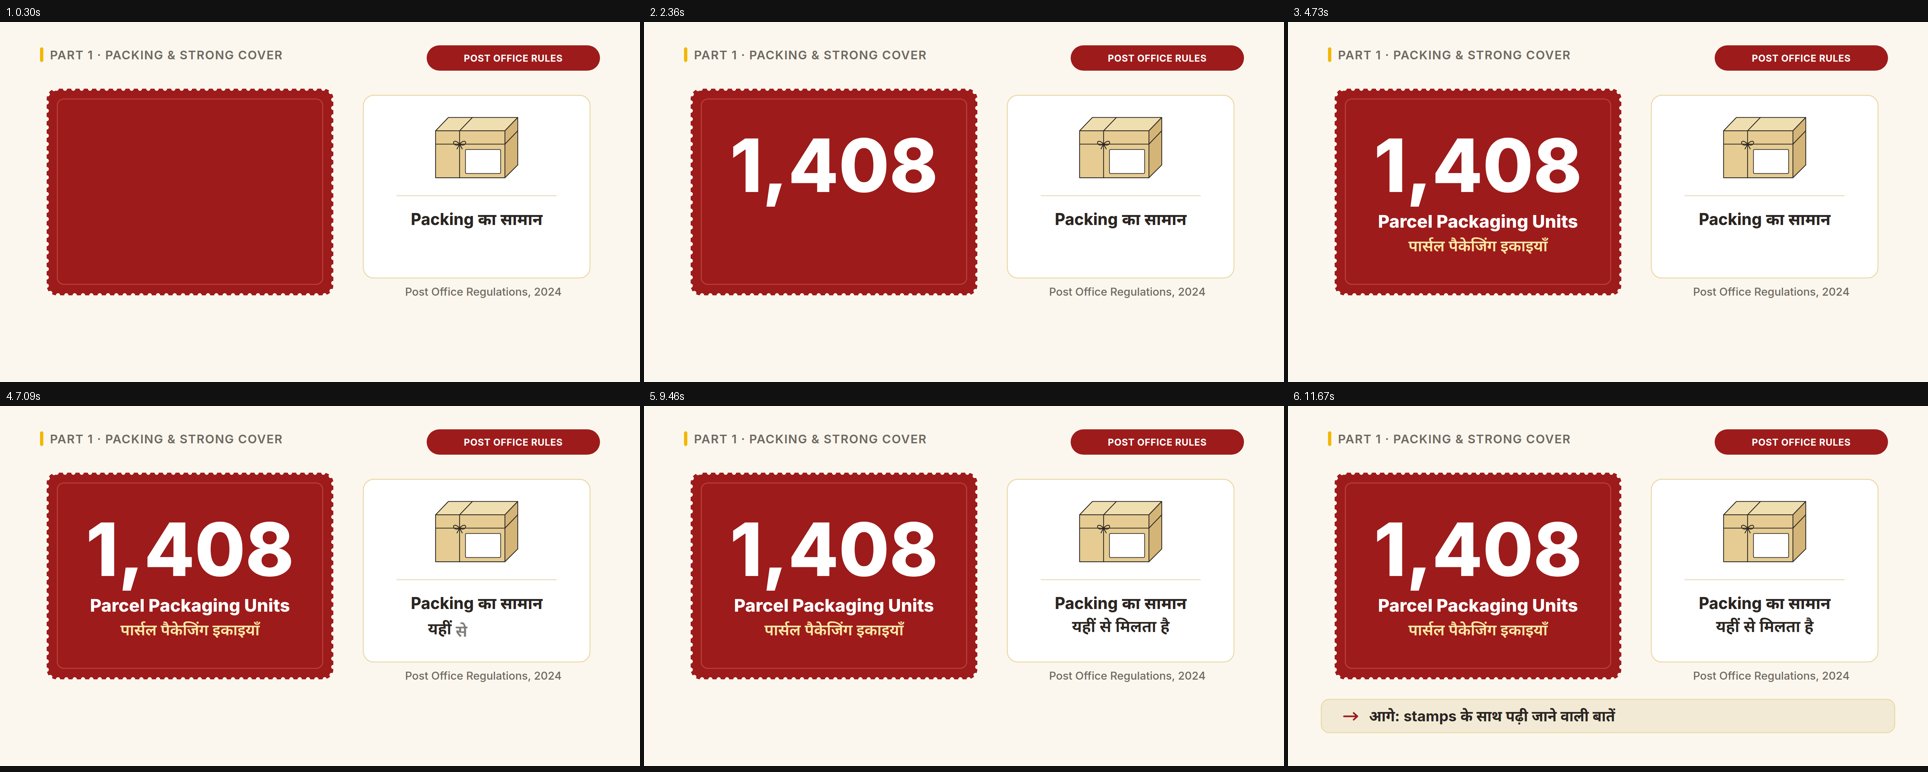 1. 0.30s
PART 1 · PACKING & STRONG COVER
POST OFFICE RULES
Packing का सामान
Post Office Regulations, 2024
2. 2.36s
PART 1 · PACKING & STRONG COVER
POST OFFICE RULES
1,408
Packing का सामान
Post Office Regulations, 2024
3. 4.73s
PART 1 · PACKING & STRONG COVER
POST OFFICE RULES
1,408
Parcel Packaging Units
पार्सल पैकेजिंग इकाइयाँ
Packing का सामान
Post Office Regulations, 2024
4. 7.09s
PART 1 · PACKING & STRONG COVER
POST OFFICE RULES
1,408
Parcel Packaging Units
पार्सल पैकेजिंग इकाइयाँ
Packing का सामान
यहीं से
Post Office Regulations, 2024
5. 9.46s
PART 1 · PACKING & STRONG COVER
POST OFFICE RULES
1,408
Parcel Packaging Units
पार्सल पैकेजिंग इकाइयाँ
Packing का सामान
यहीं से मिलता है
Post Office Regulations, 2024
6. 11.67s
PART 1 · PACKING & STRONG COVER
POST OFFICE RULES
1,408
Parcel Packaging Units
पार्सल पैकेजिंग इकाइयाँ
Packing का सामान
यहीं से मिलता है
Post Office Regulations, 2024
→ आगे: stamps के साथ पढ़ी जाने वाली बातें